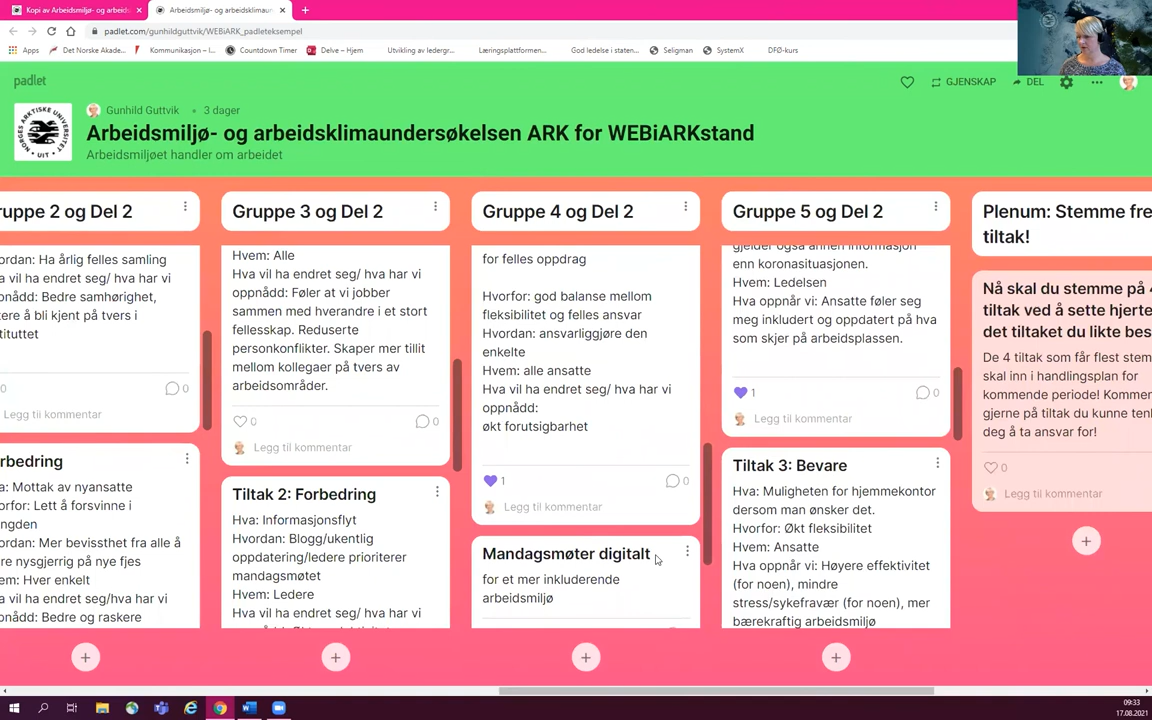 Kopi av Arbeidsmiljø- og arbeids
Arbeidsmiljø- og arbeidsklimaun
padlet.com/gunhildguttvik/WEBiARK_padleteksempel
Apps
Det Norske Akade...
Kommunikasjon – l...
Countdown Timer
Delve - Hjem
Utvikling av ledergr...
Læringsplattformen...
God ledelse i staten...
Seligman
SystemX
DFØ-kurs
padlet
GJENSKAP
DEL
Gunhild Guttvik • 3 dager
Arbeidsmiljø- og arbeidsklimaundersøkelsen ARK for WEBiARKstand
Arbeidsmiljøet handler om arbeidet
NORGES ARKTISKE UNIVERSITET
UIT
uppe 2 og Del 2
ordan: Ha årlig felles samling
a vil ha endret seg/ hva har vi
pnådd: Bedre samhørighet,
tere å bli kjent på tvers i
tituttet
0
0
Legg til kommentar
rbedring
a: Mottak av nyansatte
orfor: Lett å forsvinne i
ngden
ordan: Mer bevissthet fra alle å
re nysgjerrig på nye fjes
em: Hver enkelt
a vil ha endret seg/hva har vi
pnådd: Bedre og raskere
Gruppe 3 og Del 2
Hvem: Alle
Hva vil ha endret seg/ hva har vi
oppnådd: Føler at vi jobber
sammen med hverandre i et stort
fellesskap. Reduserte
personkonflikter. Skaper mer tillit
mellom kollegaer på tvers av
arbeidsområder.
0
0
Legg til kommentar
Tiltak 2: Forbedring
Hva: Informasjonsflyt
Hvordan: Blogg/ukentlig
oppdatering/ledere prioriterer
mandagsmøtet
Hvem: Ledere
Hva vil ha endret seg/ hva har vi
Gruppe 4 og Del 2
for felles oppdrag
Hvorfor: god balanse mellom
fleksibilitet og felles ansvar
Hvordan: ansvarliggjøre den
enkelte
Hvem: alle ansatte
Hva vil ha endret seg/ hva har vi
oppnådd:
økt forutsigbarhet
1
0
Legg til kommentar
Mandagsmøter digitalt
for et mer inkluderende
arbeidsmiljø
Gruppe 5 og Del 2
gjelder også annen informasjon
enn koronasituasjonen.
Hvem: Ledelsen
Hva oppnår vi: Ansatte føler seg
meg inkludert og oppdatert på hva
som skjer på arbeidsplassen.
1
0
Legg til kommentar
Tiltak 3: Bevare
Hva: Muligheten for hjemmekontor
dersom man ønsker det.
Hvorfor: Økt fleksibilitet
Hvem: Ansatte
Hva oppnår vi: Høyere effektivitet
(for noen), mindre
stress/sykefravær (for noen), mer
bærekraftig arbeidsmiljø
Plenum: Stemme fre
tiltak!
Nå skal du stemme på 4
tiltak ved å sette hjerte
det tiltaket du likte bes
De 4 tiltak som får flest stem
skal inn i handlingsplan for
kommende periode! Kommen
gjerne på tiltak du kunne ten
deg å ta ansvar for!
0
Legg til kommentar
09:33
17.08.2021